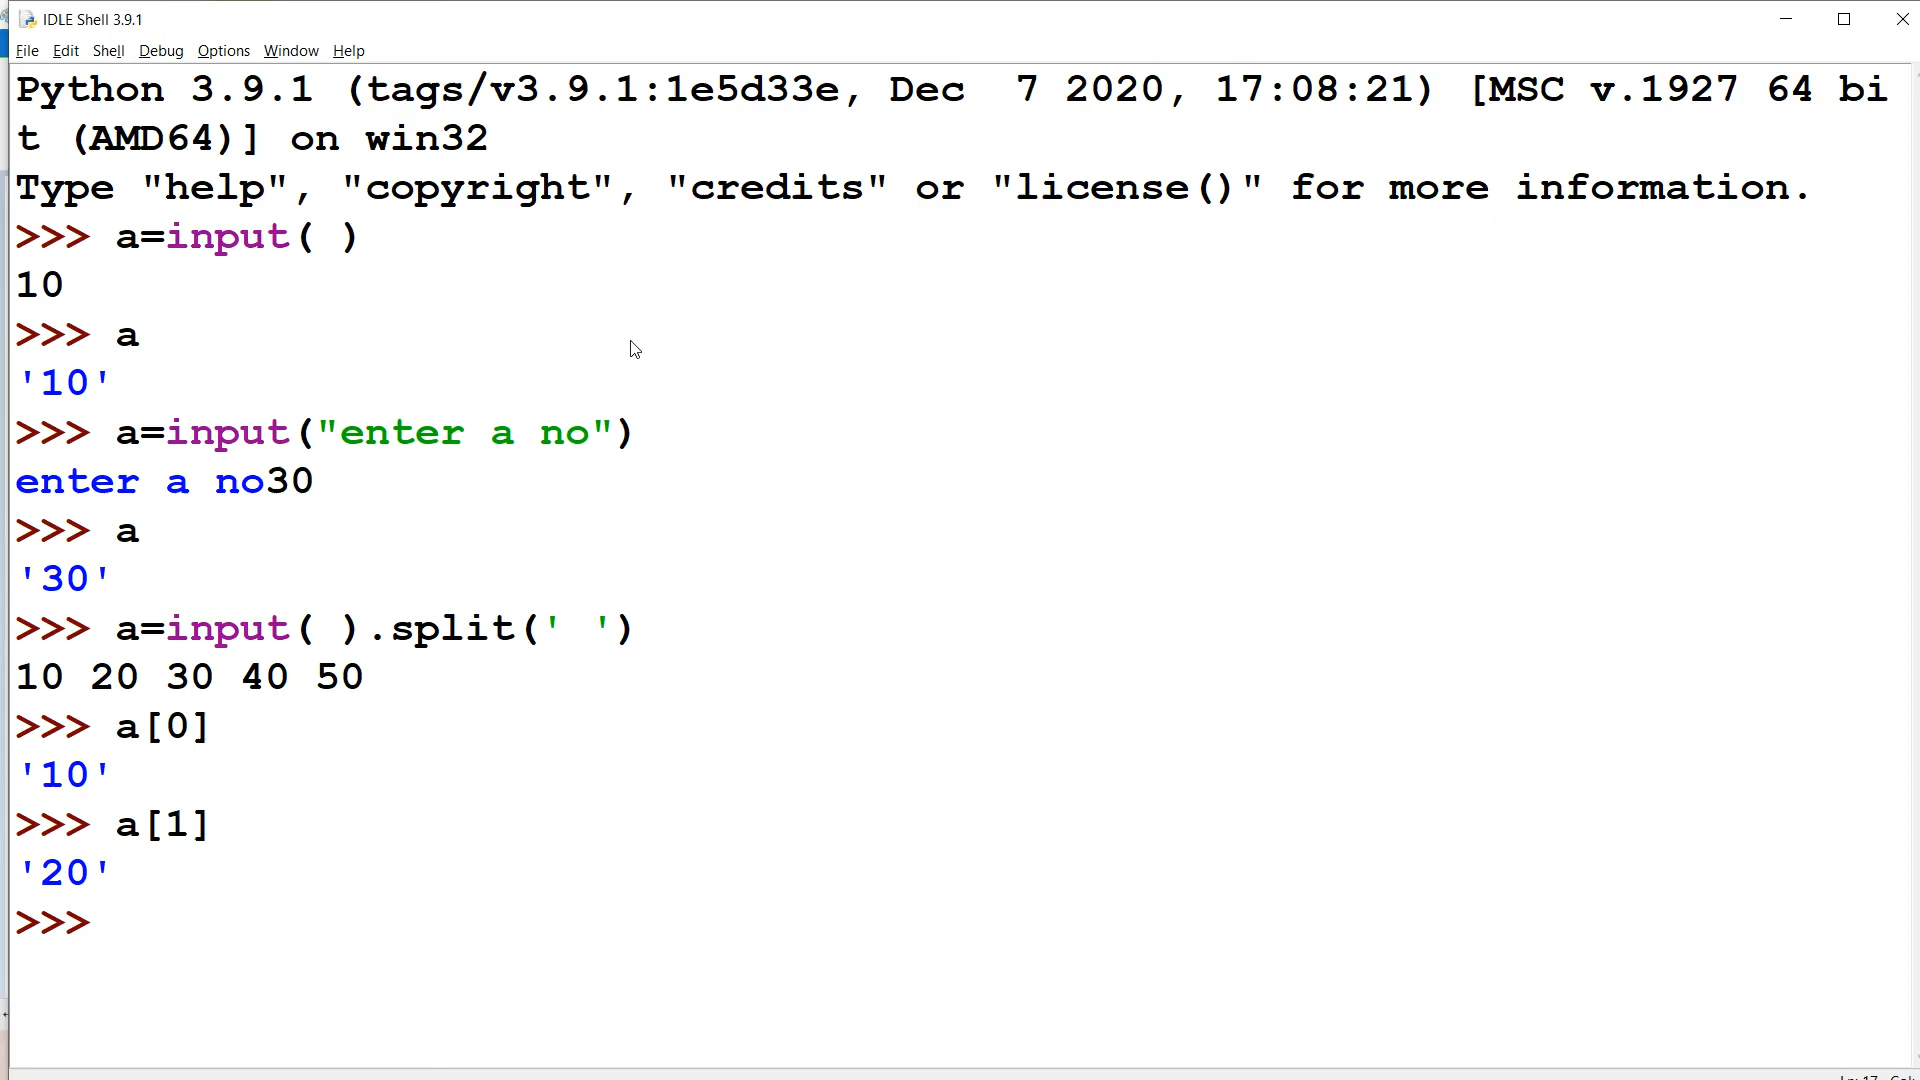 IDLE Shell 3.9.1
File Edit Shell Debug Options Window Help
Python 3.9.1 (tags/v3.9.1:1e5d33e, Dec  7 2020, 17:08:21) [MSC v.1927 64 bi
t (AMD64)] on win32
Type "help", "copyright", "credits" or "license()" for more information.
>>> a=input( )
10
>>> a
'10'
>>> a=input("enter a no")
enter a no30
>>> a
'30'
>>> a=input( ).split(' ')
10 20 30 40 50
>>> a[0]
'10'
>>> a[1]
'20'
>>>